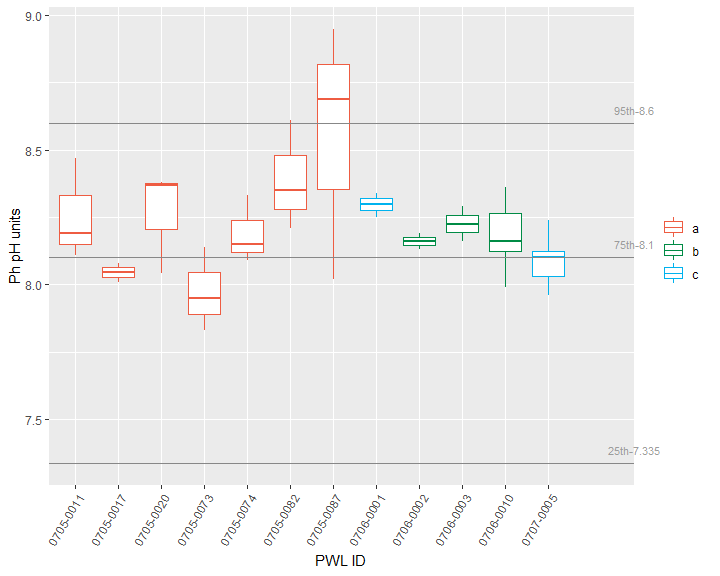 9.0
8.5
8.0
7.5
Ph pH units
95th-8.6
75th-8.1
25th-7.335
0705-0011
0705-0017
0705-0020
0705-0073
0705-0074
0705-0082
0705-0087
0706-0001
0706-0002
0706-0003
0706-0010
0707-0005
PWL ID
a
b
c